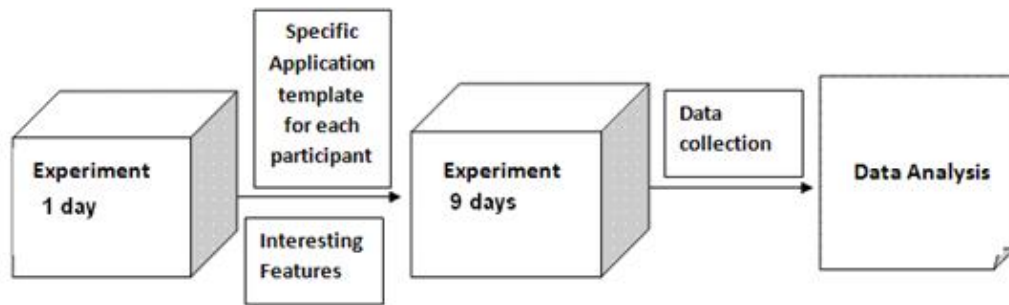 Experiment
1 day
Specific
Application
template
for each
participant
Interesting
Features
Experiment
9 days
Data
collection
Data Analysis